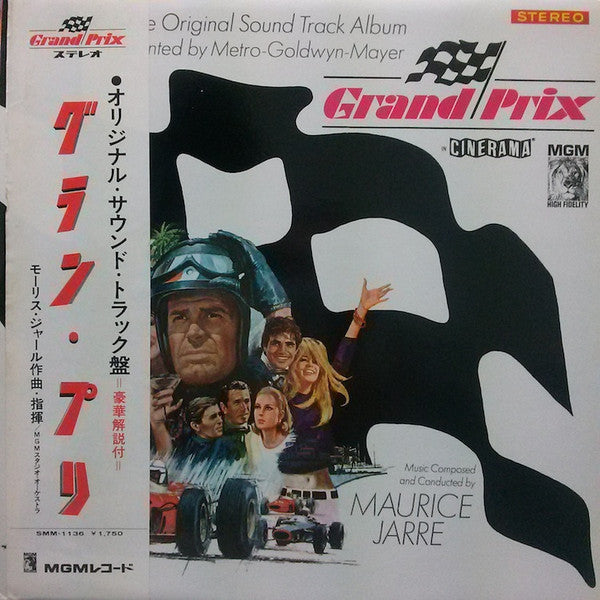 Grand Prix
ステレオ
●オリジナル・サウンド・トラック盤=豪華解説付=
グラン・プリ
モーリス・ジャール作曲・指揮/MGMスタジオ・オーケストラ
SMM-1136 ¥1,750
MGMレコード
STEREO
e Original Sound Track Album
nted by Metro-Goldwyn-Mayer
Grand Prix
IN CINERAMA
MGM
HIGH FIDELITY
Music Composed
and Conducted by
MAURICE
JARRE